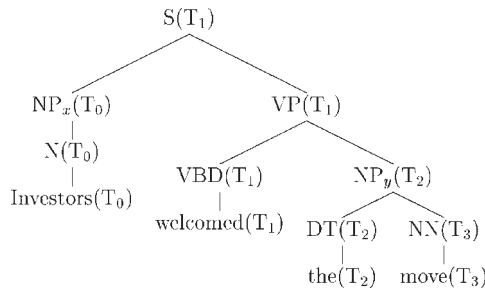 S(T₁)
NPₓ(T₀) VP(T₁)
N(T₀)
VBD(T₁) NPᵧ(T₂)
Investors(T₀)
welcomed(T₁)
DT(T₂) NN(T₃)
the(T₂) move(T₃)